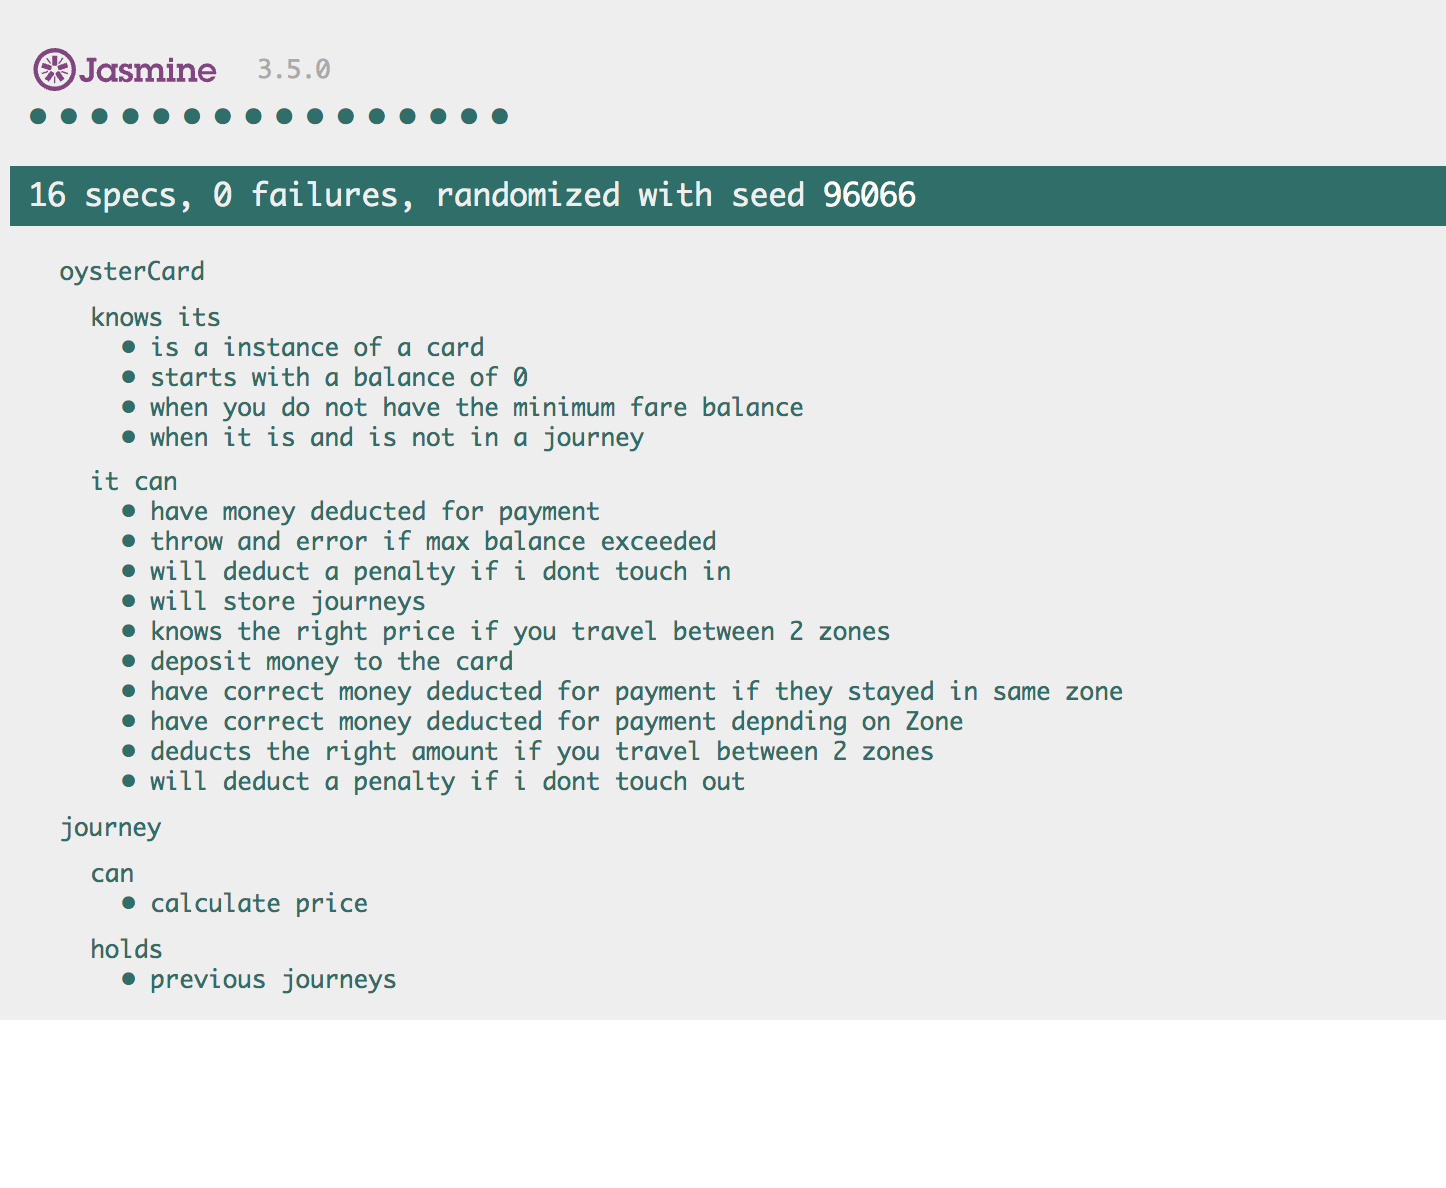 Jasmine 3.5.0
16 specs, 0 failures, randomized with seed 96066
oysterCard
knows its
• is a instance of a card
• starts with a balance of 0
• when you do not have the minimum fare balance
• when it is and is not in a journey
it can
• have money deducted for payment
• throw and error if max balance exceeded
• will deduct a penalty if i dont touch in
• will store journeys
• knows the right price if you travel between 2 zones
• deposit money to the card
• have correct money deducted for payment if they stayed in same zone
• have correct money deducted for payment depnding on Zone
• deducts the right amount if you travel between 2 zones
• will deduct a penalty if i dont touch out
journey
can
• calculate price
holds
• previous journeys